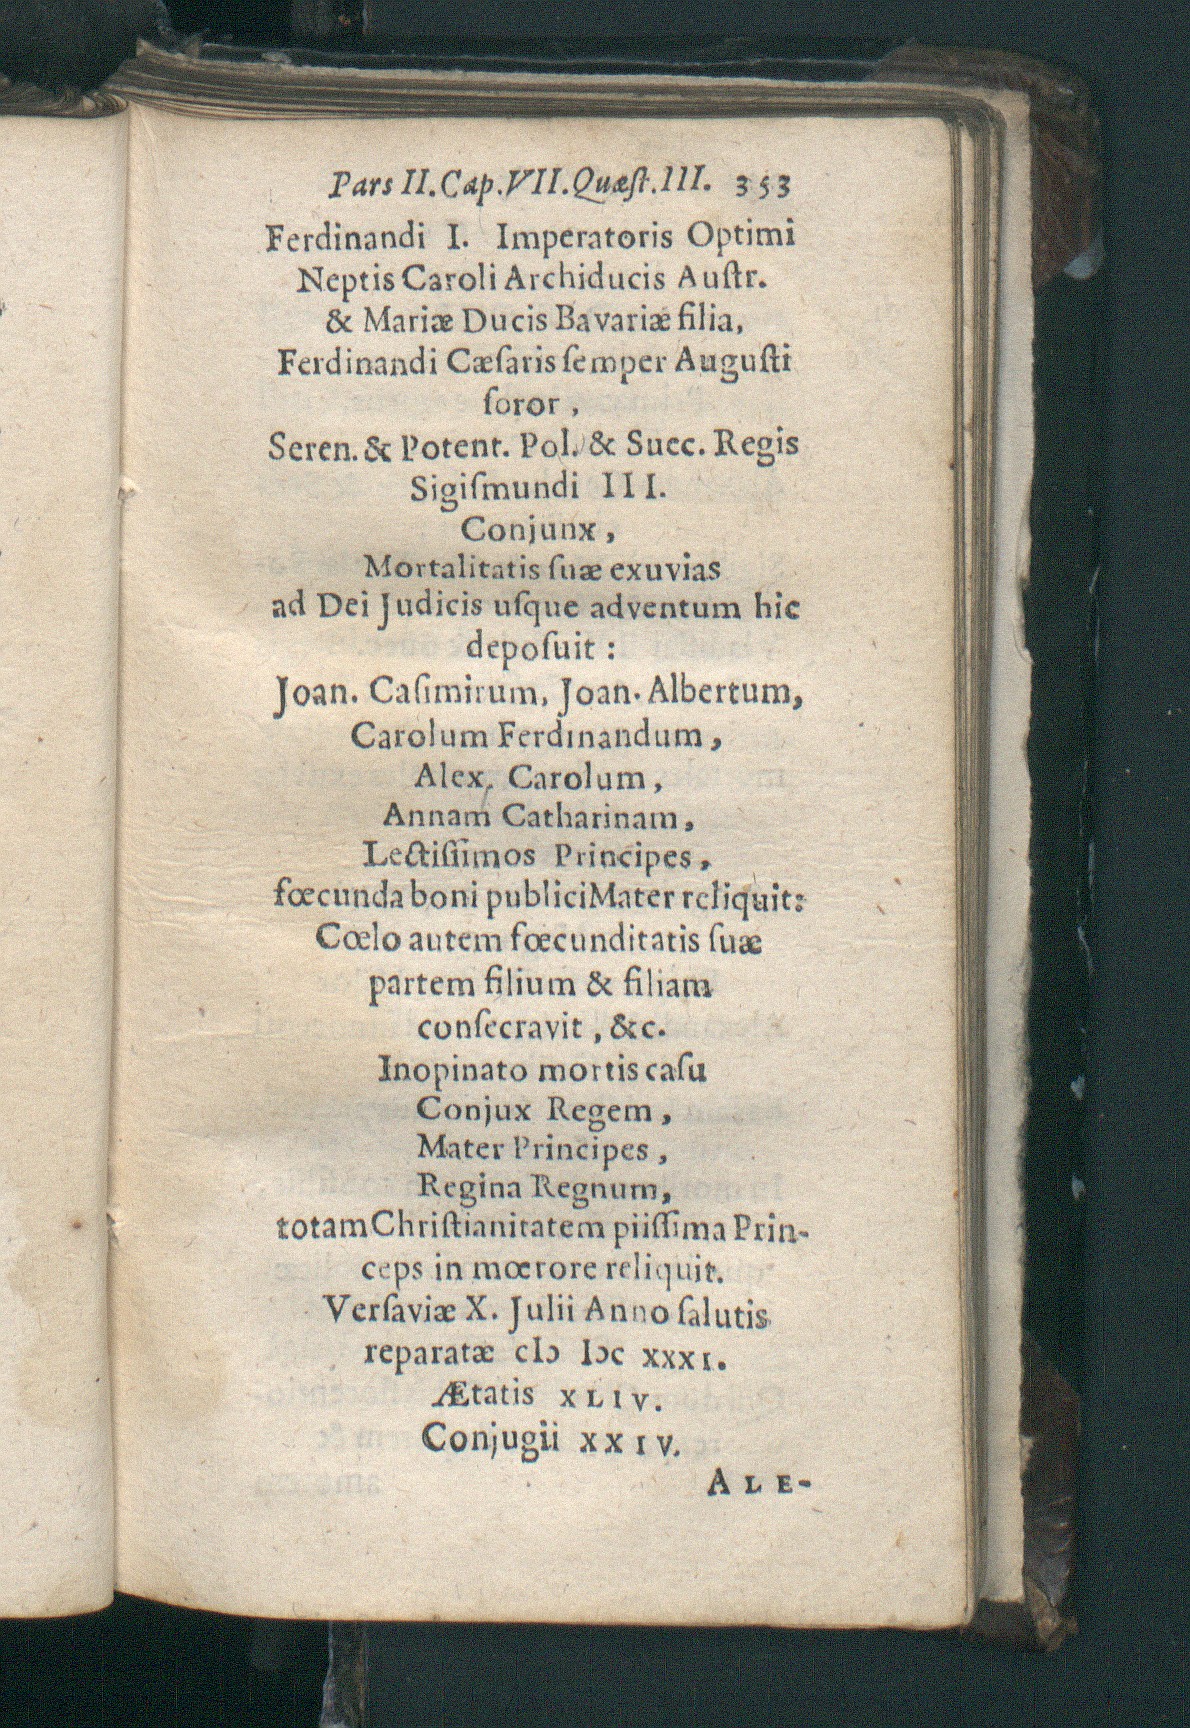 Pars II. Cap. VII. Quæſt. III. 353
Ferdinandi I. Imperatoris Optimi
Neptis Caroli Archiducis Auſtr.
& Mariæ Ducis Bavariæ filia,
Ferdinandi Cæſaris ſemper Auguſti
ſoror,
Seren. & Potent. Pol. & Suec. Regis
Sigiſmundi III.
Conjunx,
Mortalitatis ſuæ exuvias
ad Dei Judicis uſque adventum hic
depoſuit:
Joan. Caſimirum, Joan. Albertum,
Carolum Ferdinandum,
Alex. Carolum,
Annam Catharinam,
Lectiſſimos Principes,
fœcunda boni publici Mater reliquit:
Cœlo autem fœcunditatis ſuæ
partem filium & filiam
conſecravit, &c.
Inopinato mortis caſu
Conjux Regem,
Mater Principes,
Regina Regnum,
totam Chriſtianitatem piiſſima Prin-
ceps in mœrore reliquit.
Verſaviæ X. Julii Anno ſalutis
reparatæ cIɔ Iɔc XXXI.
Ætatis XLIV.
Conjugii XXIV.
ALE-